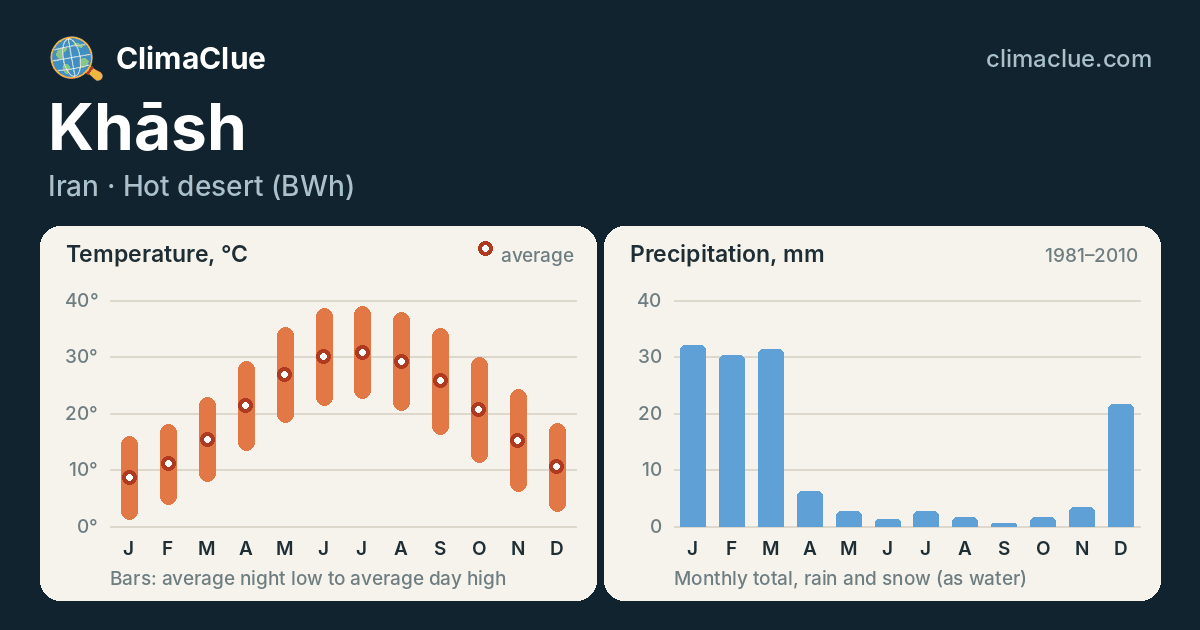 ClimaClue
climaclue.com
Khāsh
Iran · Hot desert (BWh)
Temperature, °C
average
40°
30°
20°
10°
0°
J F M A M J J A S O N D
Bars: average night low to average day high
Precipitation, mm
1981–2010
40
30
20
10
0
J F M A M J J A S O N D
Monthly total, rain and snow (as water)